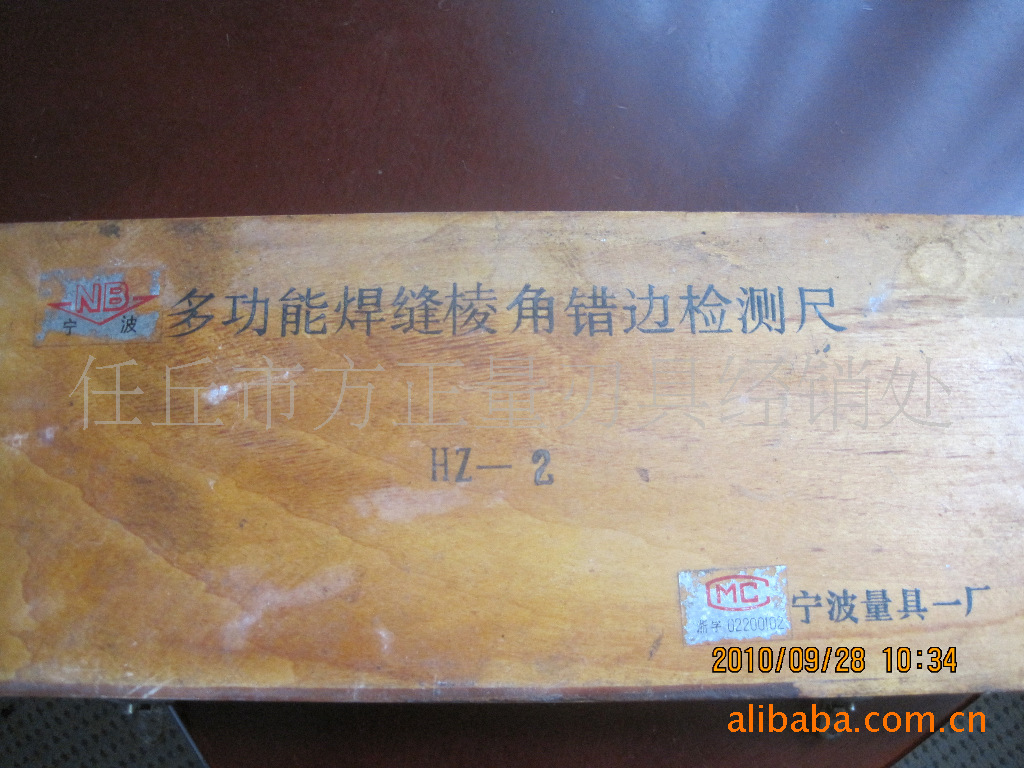 NB
宁 波
多功能焊缝棱角错边检测尺
任丘市方正量刃具经销处
HZ-2
MC
浙字 02200102
宁波量具一厂
2010/09/28 10:34
alibaba.com.cn